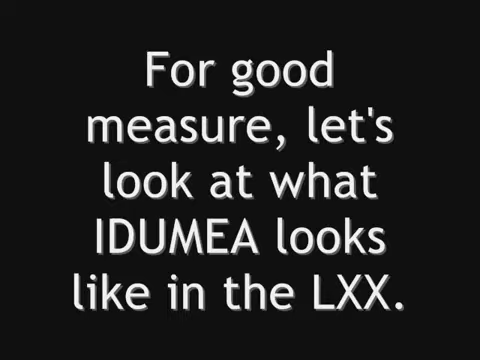 For good
measure, let's
look at what
IDUMEA looks
like in the LXX.